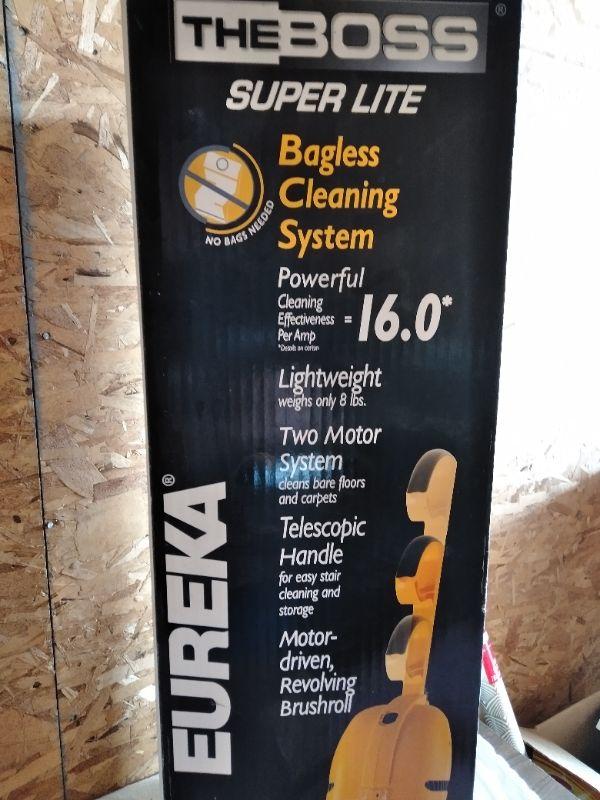 THE BOSS ®
SUPER LITE
Bagless
Cleaning
System
NO BAGS NEEDED
Powerful
Cleaning
Effectiveness
Per Amp
= 16.0*
*Details on carton
Lightweight
weighs only 8 lbs.
Two Motor
System
cleans bare floors
and carpets
Telescopic
Handle
for easy stair
cleaning and
storage
Motor-
driven,
Revolving
Brushroll
EUREKA®